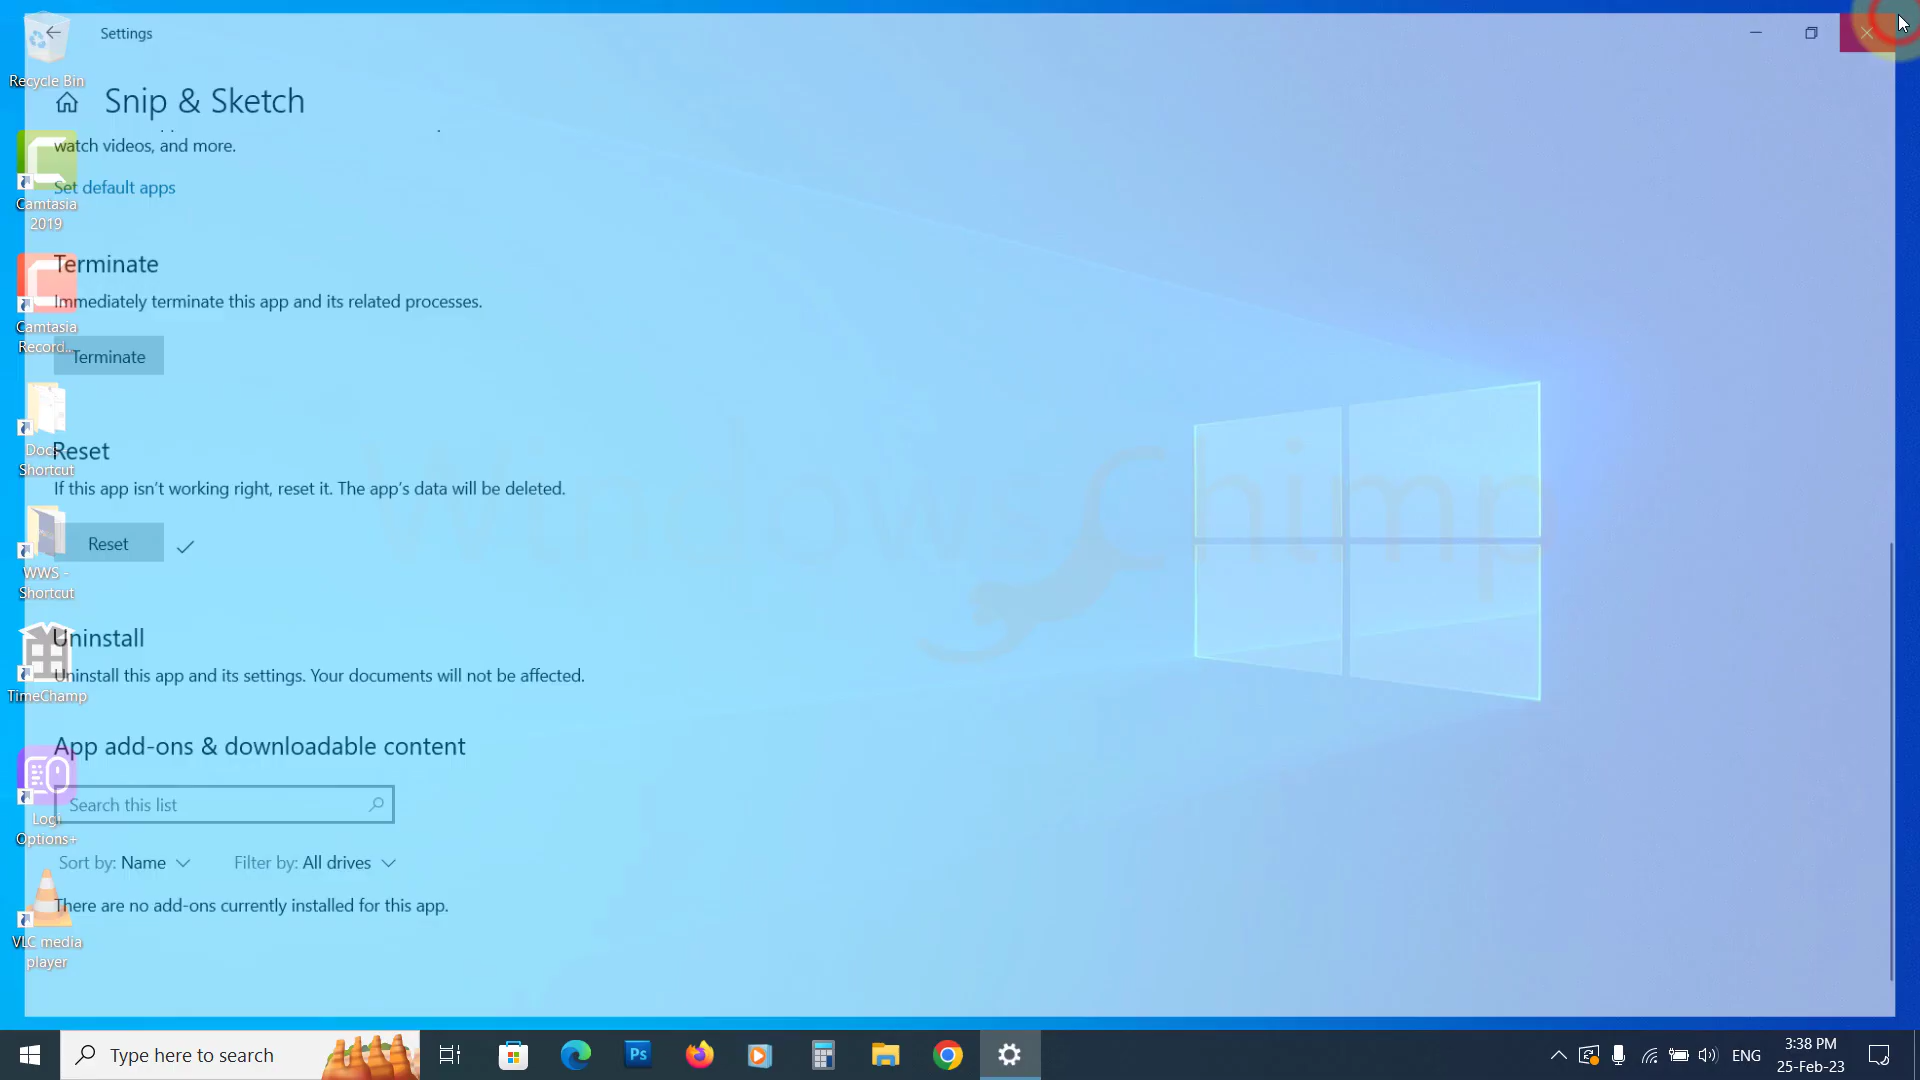 Settings
Recycle Bin
Snip & Sketch
watch videos, and more.
Set default apps
Camtasia
2019
Terminate
Immediately terminate this app and its related processes.
Camtasia
Record...
Terminate
Docs
Shortcut
Reset
If this app isn't working right, reset it. The app's data will be deleted.
WindowsChimp
Reset
WWS -
Shortcut
Uninstall
Uninstall this app and its settings. Your documents will not be affected.
TimeChamp
App add-ons & downloadable content
Search this list
Logi
Options+
Sort by: Name
Filter by: All drives
There are no add-ons currently installed for this app.
VLC media
player
Type here to search
Ps
ENG
3:38 PM
25-Feb-23